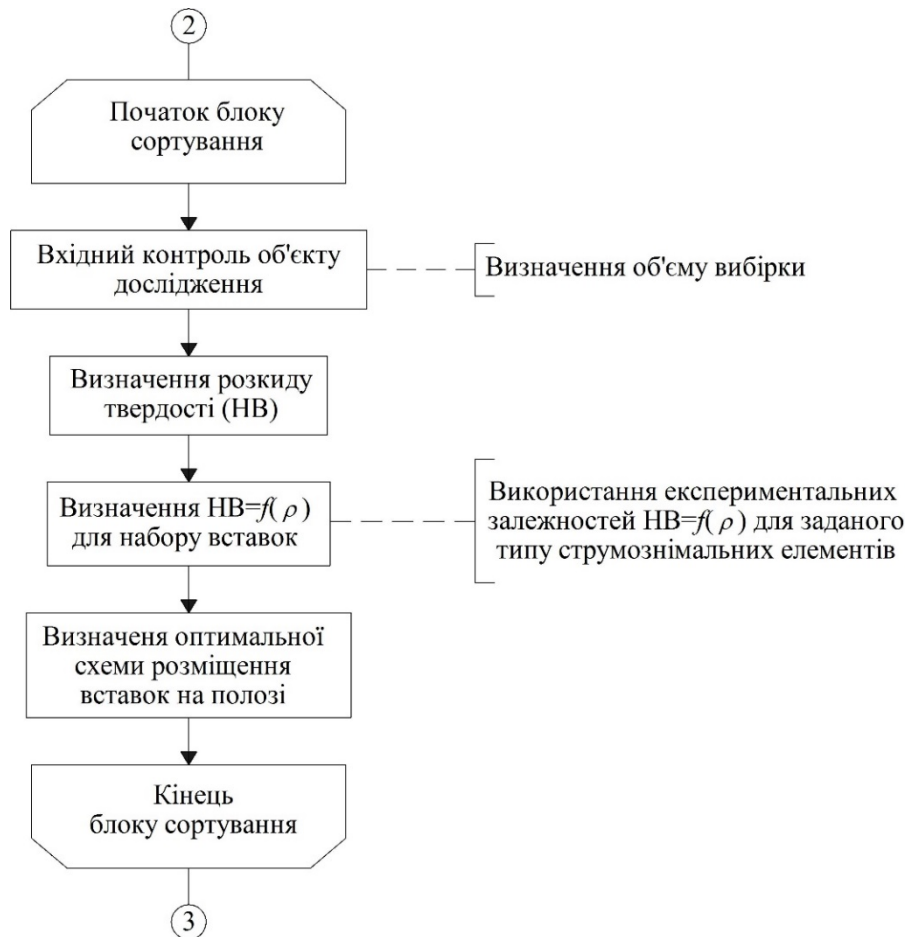 2
Початок блоку
сортування
Вхідний контроль об'єкту
дослідження
Визначення об'єму вибірки
Визначення розкиду
твердості (НВ)
Визначення НВ=f(ρ)
для набору вставок
Використання експериментальних
залежностей НВ=f(ρ) для заданого
типу струмознімальних елементів
Визначеня оптимальної
схеми розміщення
вставок на полозі
Кінець
блоку сортування
3